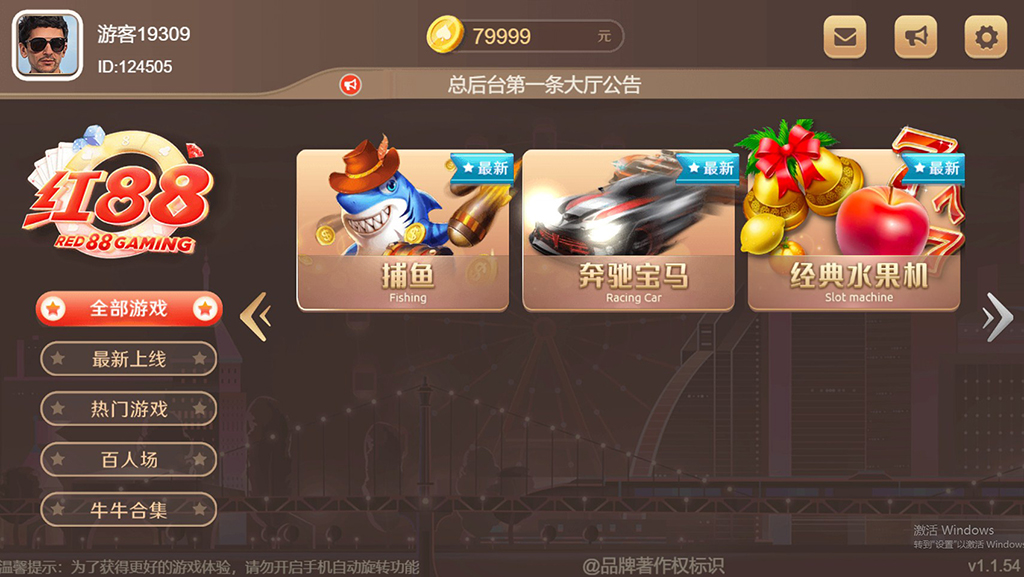 游客19309
ID:124505
79999 元
总后台第一条大厅公告
红88
RED 88 GAMING
全部游戏
最新上线
热门游戏
百人场
牛牛合集
最新
捕鱼
Fishing
最新
奔驰宝马
Racing Car
最新
经典水果机
Slot machine
激活 Windows
转到"设置"以激活 Windows
温馨提示：为了获得更好的游戏体验，请勿开启手机自动旋转功能
@品牌著作权标识
v1.1.54